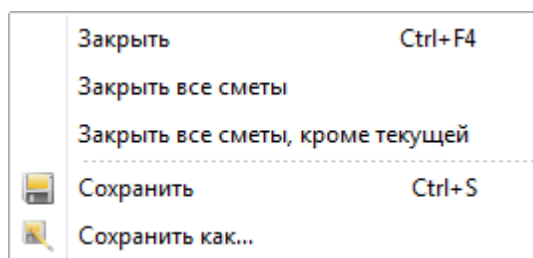 Закрыть Ctrl+F4
Закрыть все сметы
Закрыть все сметы, кроме текущей
Сохранить Ctrl+S
Сохранить как...